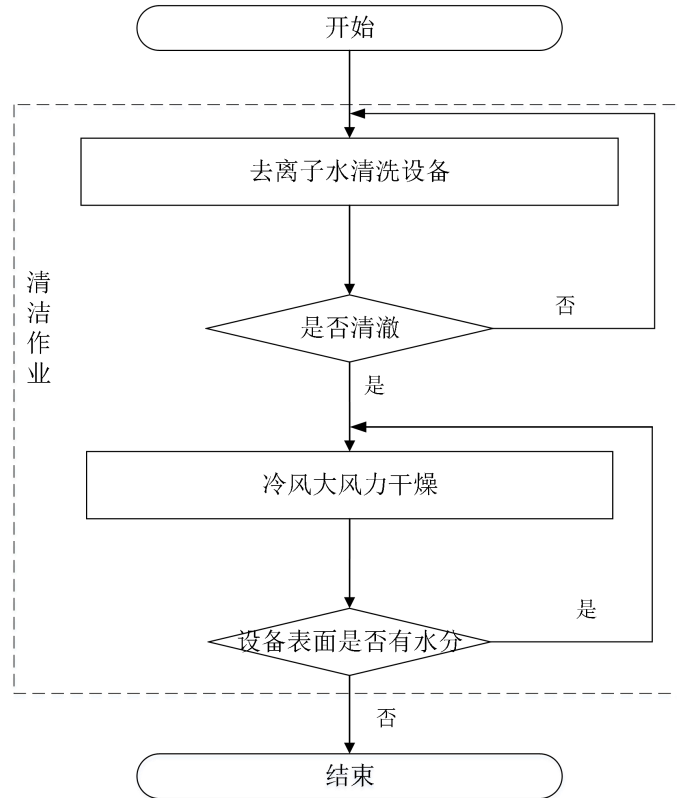 开始
去离子水清洗设备
清洁作业
否
是否清澈
是
冷风大风力干燥
是
设备表面是否有水分
否
结束